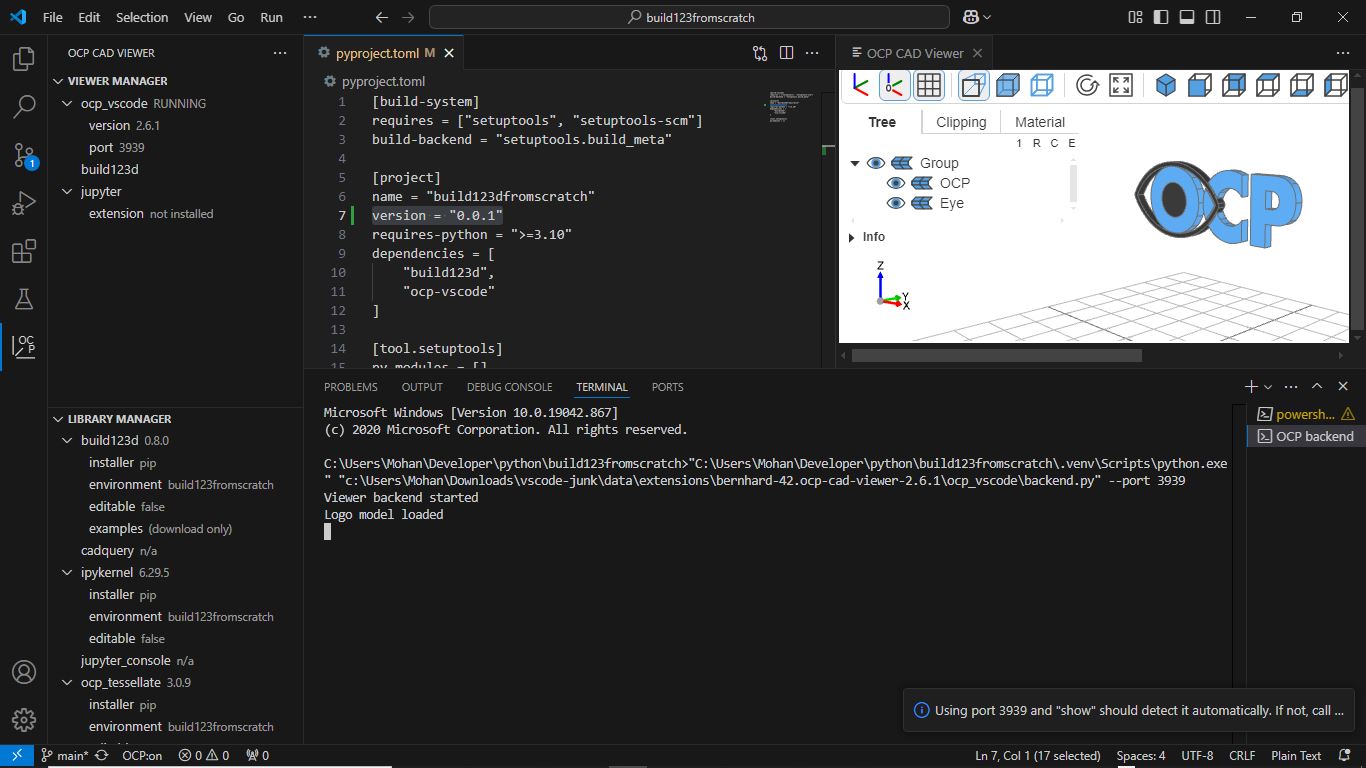 File Edit Selection View Go Run ··· build123fromscratch
OCP CAD VIEWER
VIEWER MANAGER
ocp_vscode RUNNING
version 2.6.1
port 3939
build123d
jupyter
extension not installed
LIBRARY MANAGER
build123d 0.8.0
installer pip
environment build123fromscratch
editable false
examples (download only)
cadquery n/a
ipykernel 6.29.5
installer pip
environment build123fromscratch
editable false
jupyter_console n/a
ocp_tessellate 3.0.9
installer pip
environment build123fromscratch
pyproject.toml M
pyproject.toml
1 [build-system]
2 requires = ["setuptools", "setuptools-scm"]
3 build-backend = "setuptools.build_meta"
4
5 [project]
6 name = "build123dfromscratch"
7 version = "0.0.1"
8 requires-python = ">=3.10"
9 dependencies = [
10 "build123d",
11 "ocp-vscode"
12 ]
13
14 [tool.setuptools]
15 py_modules = []
OCP CAD Viewer
Tree Clipping Material
1 R C E
Group
OCP
Eye
Info
Z
Y
X
OCP
PROBLEMS OUTPUT DEBUG CONSOLE TERMINAL PORTS
Microsoft Windows [Version 10.0.19042.867]
(c) 2020 Microsoft Corporation. All rights reserved.
C:\Users\Mohan\Developer\python\build123fromscratch>"C:\Users\Mohan\Developer\python\build123fromscratch\.venv\Scripts\python.exe
" "c:\Users\Mohan\Downloads\vscode-junk\data\extensions\bernhard-42.ocp-cad-viewer-2.6.1\ocp_vscode\backend.py" --port 3939
Viewer backend started
Logo model loaded
powersh...
OCP backend
Using port 3939 and "show" should detect it automatically. If not, call ...
main* OCP:on 0 0 0 Ln 7, Col 1 (17 selected) Spaces: 4 UTF-8 CRLF Plain Text